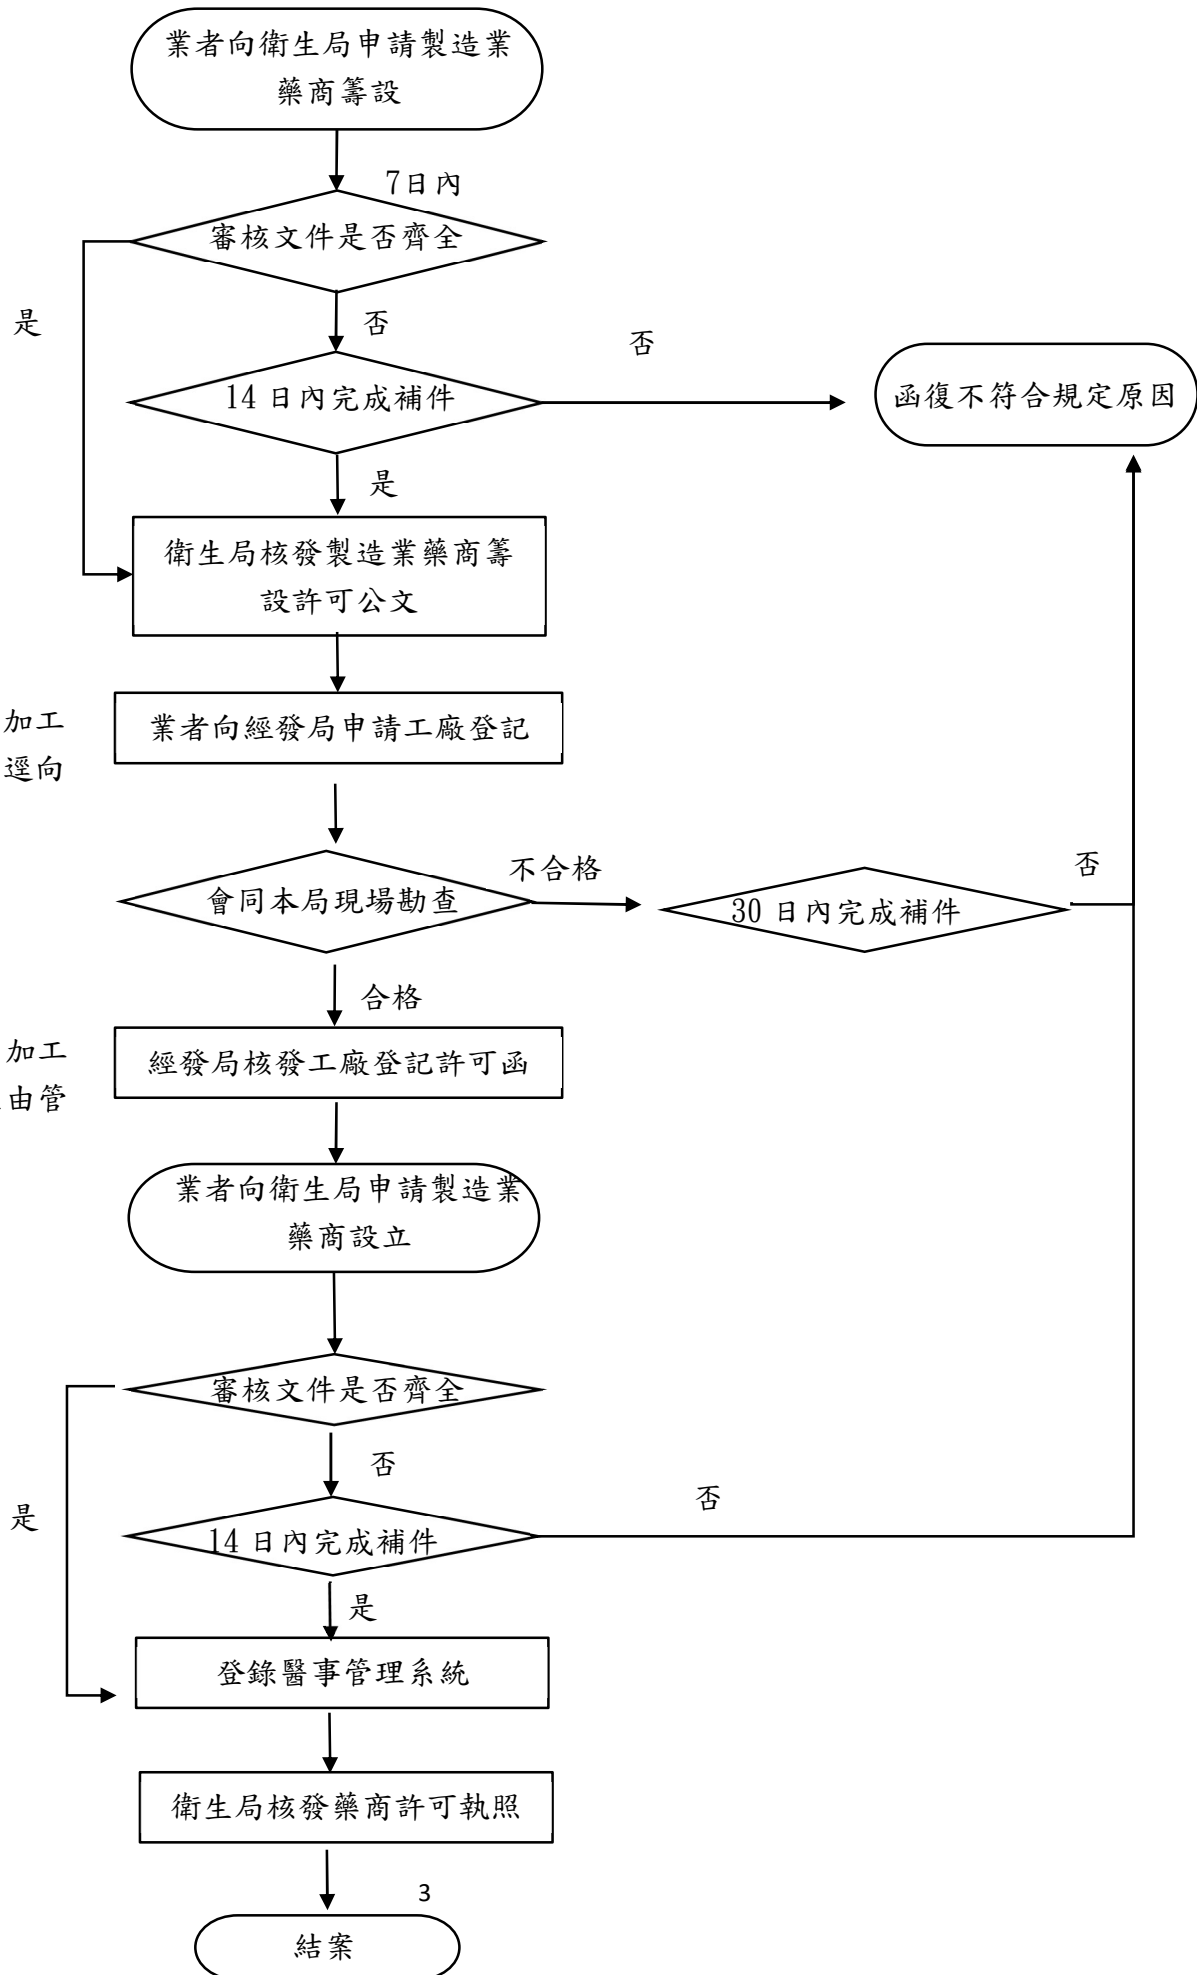 業者向衛生局申請製造業
藥商籌設
7日內
審核文件是否齊全
是
否
否
14 日內完成補件
函復不符合規定原因
是
衛生局核發製造業藥商籌
設許可公文
加工
逕向
業者向經發局申請工廠登記
不合格
否
會同本局現場勘查
30 日內完成補件
合格
加工
由管
經發局核發工廠登記許可函
業者向衛生局申請製造業
藥商設立
審核文件是否齊全
否
否
是
14 日內完成補件
是
登錄醫事管理系統
衛生局核發藥商許可執照
3
結案